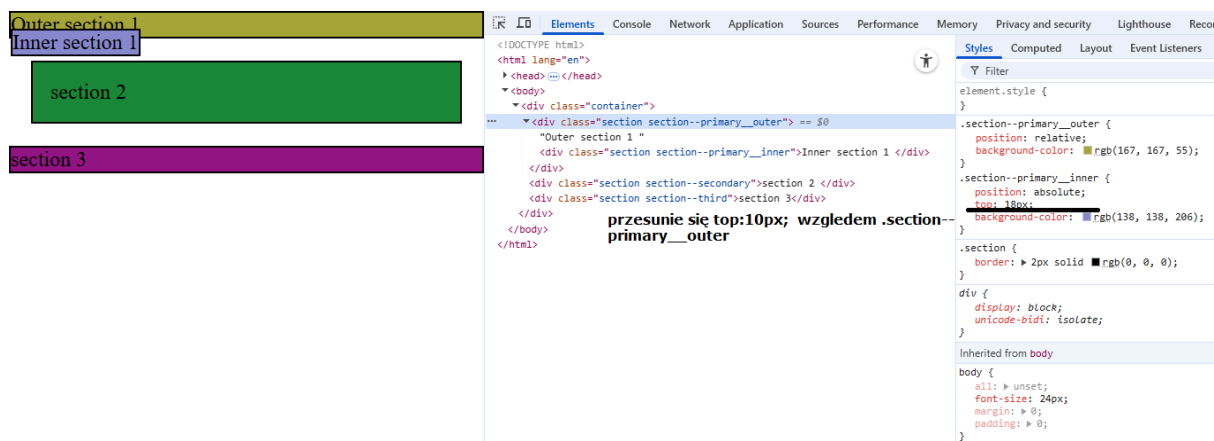 Outer section 1
Inner section 1
section 2
section 3
Elements Console Network Application Sources Performance Memory Privacy and security Lighthouse Reco
<!DOCTYPE html>
<html lang="en">
<head> ... </head>
<body>
<div class="container">
... <div class="section section--primary__outer"> == $0
"Outer section 1 "
<div class="section section--primary__inner">Inner section 1 </div>
</div>
<div class="section section--secondary">section 2 </div>
<div class="section section--third">section 3</div>
</div>
</body>
</html>
przesunie się top:10px; wzgledem .section--
primary__outer
Styles Computed Layout Event Listeners
Filter
element.style {
}
.section--primary__outer {
position: relative;
background-color: rgb(167, 167, 55);
}
.section--primary__inner {
position: absolute;
top: 18px;
background-color: rgb(138, 138, 206);
}
.section {
border: 2px solid rgb(0, 0, 0);
}
div {
display: block;
unicode-bidi: isolate;
}
Inherited from body
body {
all: unset;
font-size: 24px;
margin: 0;
padding: 0;
}